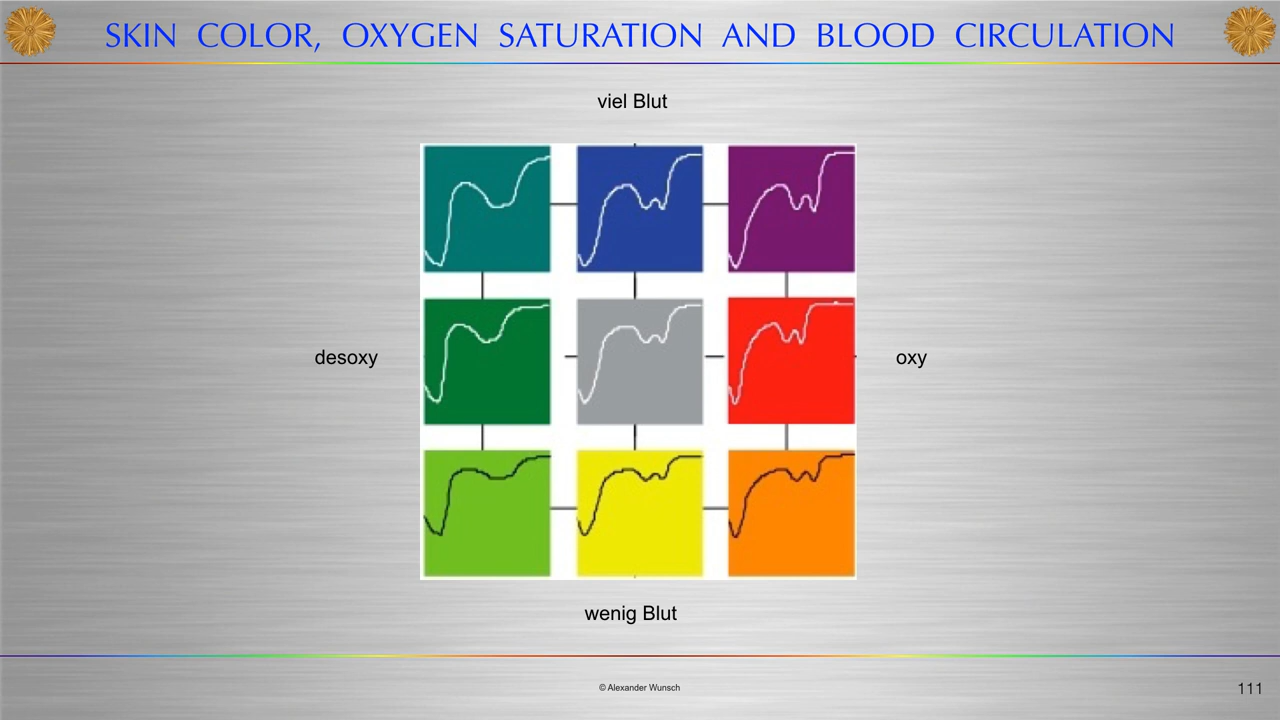 SKIN COLOR, OXYGEN SATURATION AND BLOOD CIRCULATION
viel Blut
desoxy
oxy
wenig Blut
© Alexander Wunsch
111